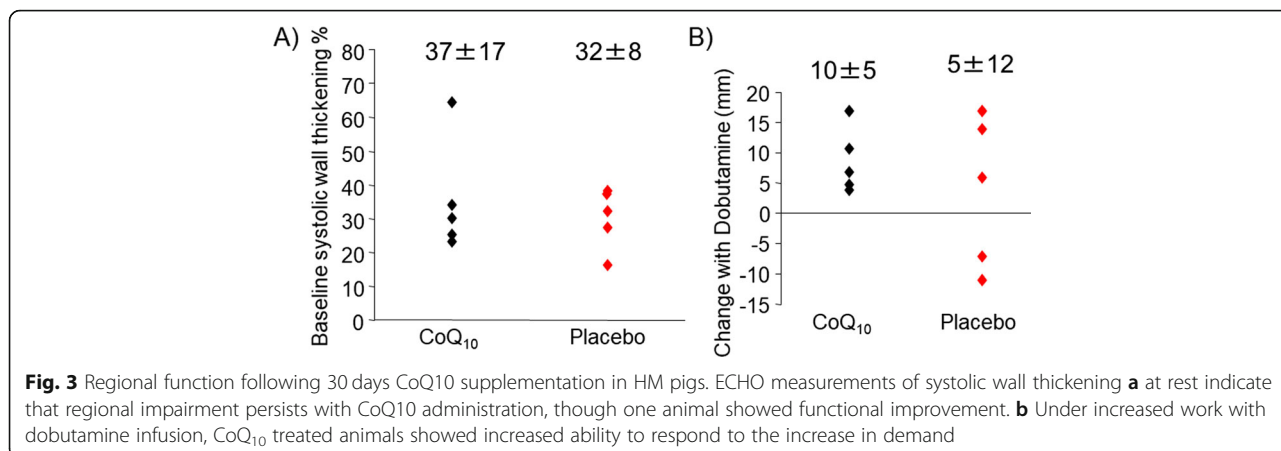 A)
37±17
32±8
Baseline systolic wall thickening %
80
70
60
50
40
30
20
10
0
CoQ₁₀
Placebo
B)
10±5
5±12
Change with Dobutamine (mm)
20
15
10
5
0
-5
-10
-15
CoQ₁₀
Placebo
Fig. 3 Regional function following 30 days CoQ10 supplementation in HM pigs. ECHO measurements of systolic wall thickening a at rest indicate
that regional impairment persists with CoQ10 administration, though one animal showed functional improvement. b Under increased work with
dobutamine infusion, CoQ₁₀ treated animals showed increased ability to respond to the increase in demand